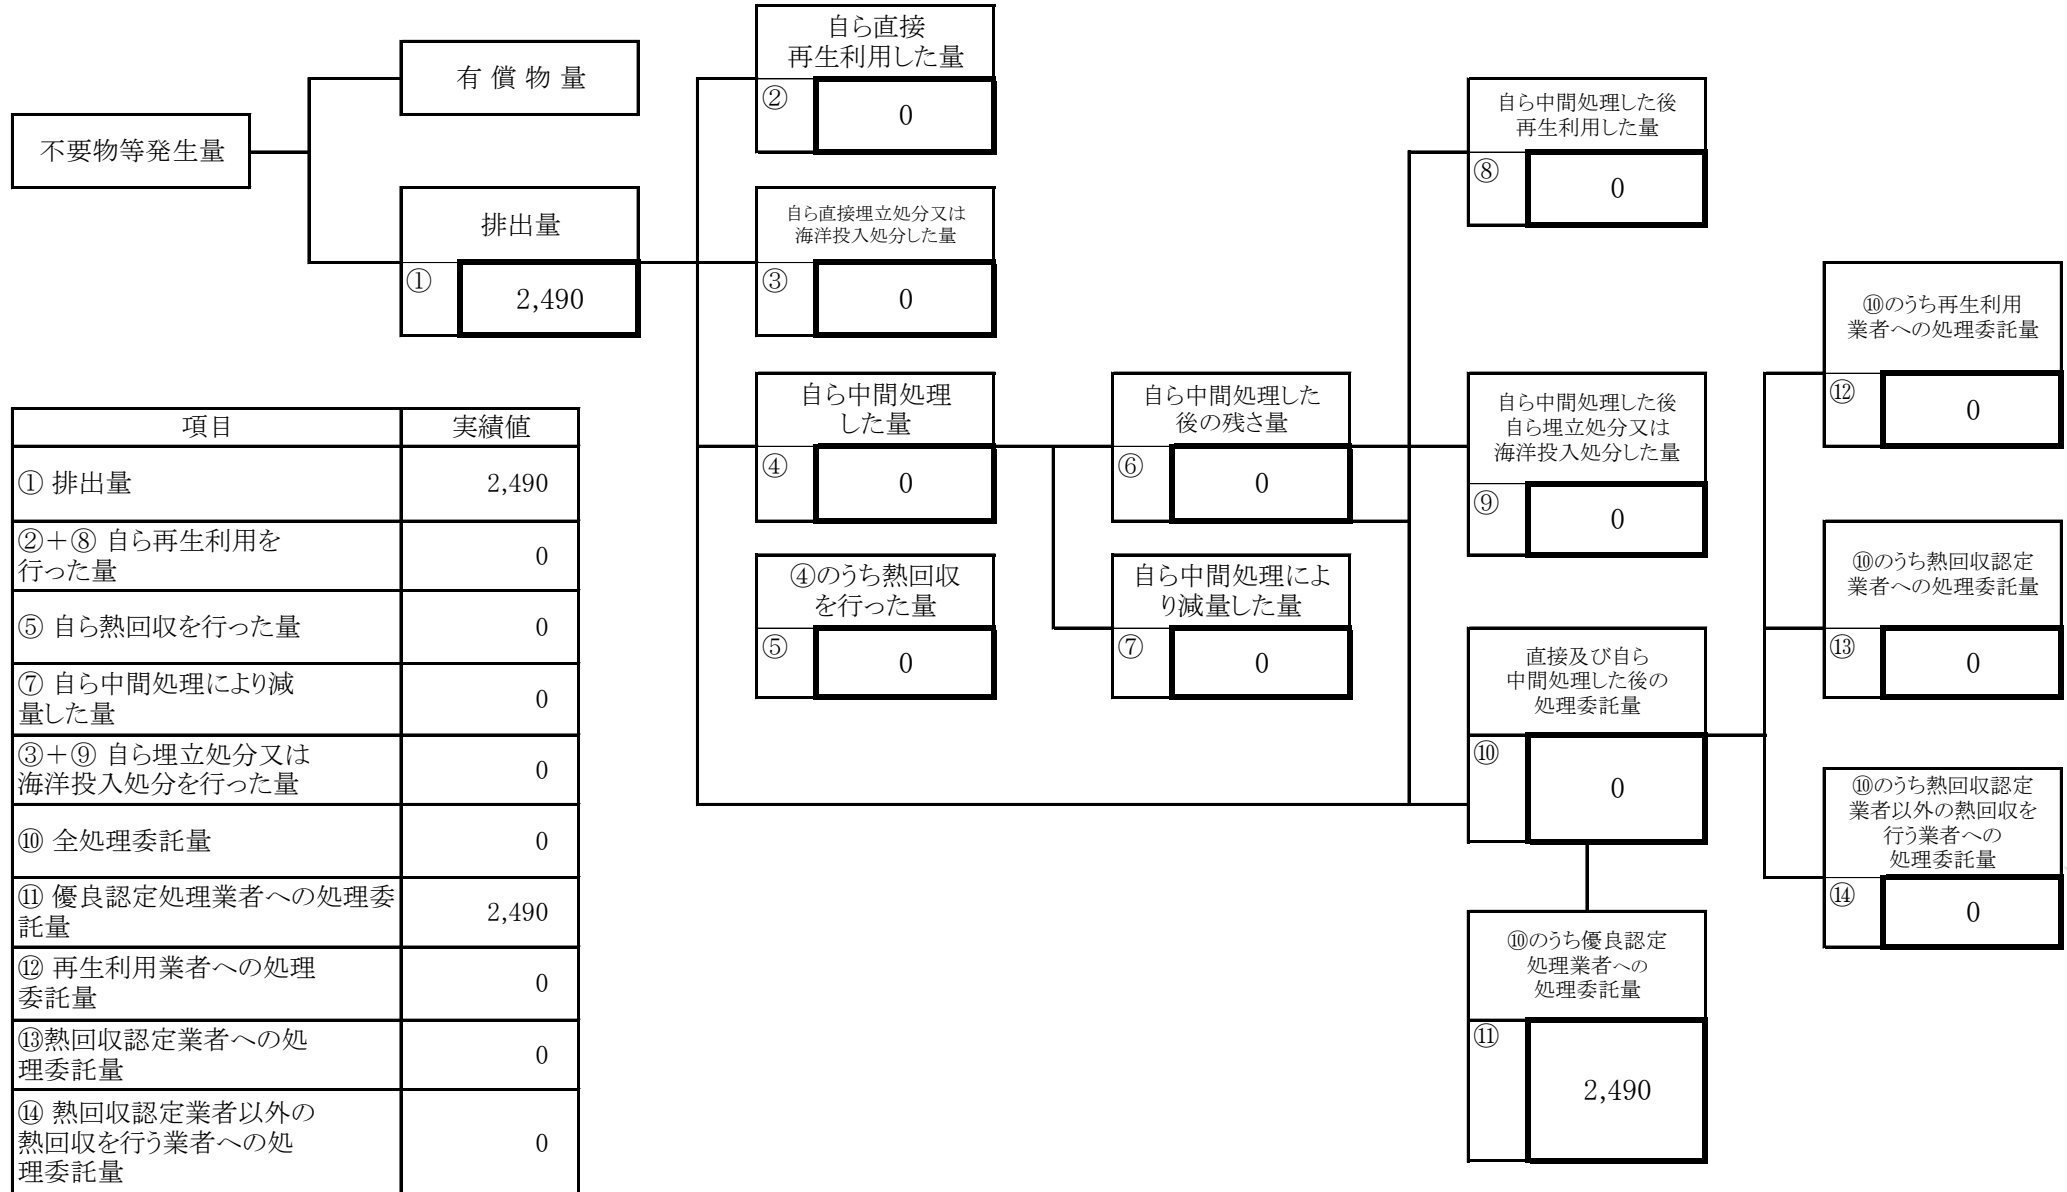 不要物等発生量
有 償 物 量
排出量
①
2,490
自ら直接
再生利用した量
②
0
自ら直接埋立処分又は
海洋投入処分した量
③
0
自ら中間処理
した量
④
0
④のうち熱回収
を行った量
⑤
0
自ら中間処理した
後の残さ量
⑥
0
自ら中間処理によ
り減量した量
⑦
0
自ら中間処理した後
再生利用した量
⑧
0
自ら中間処理した後
自ら埋立処分又は
海洋投入処分した量
⑨
0
直接及び自ら
中間処理した後の
処理委託量
⑩
0
⑩のうち優良認定
処理業者への
処理委託量
⑪
2,490
⑩のうち再生利用
業者への処理委託量
⑫
0
⑩のうち熱回収認定
業者への処理委託量
⑬
0
⑩のうち熱回収認定
業者以外の熱回収を
行う業者への
処理委託量
⑭
0
項目 実績値
① 排出量 2,490
②＋⑧ 自ら再生利用を
行った量 0
⑤ 自ら熱回収を行った量 0
⑦ 自ら中間処理により減
量した量 0
③＋⑨ 自ら埋立処分又は
海洋投入処分を行った量 0
⑩ 全処理委託量 0
⑪ 優良認定処理業者への処理委
託量 2,490
⑫ 再生利用業者への処理
委託量 0
⑬熱回収認定業者への処
理委託量 0
⑭ 熱回収認定業者以外の
熱回収を行う業者への処
理委託量 0